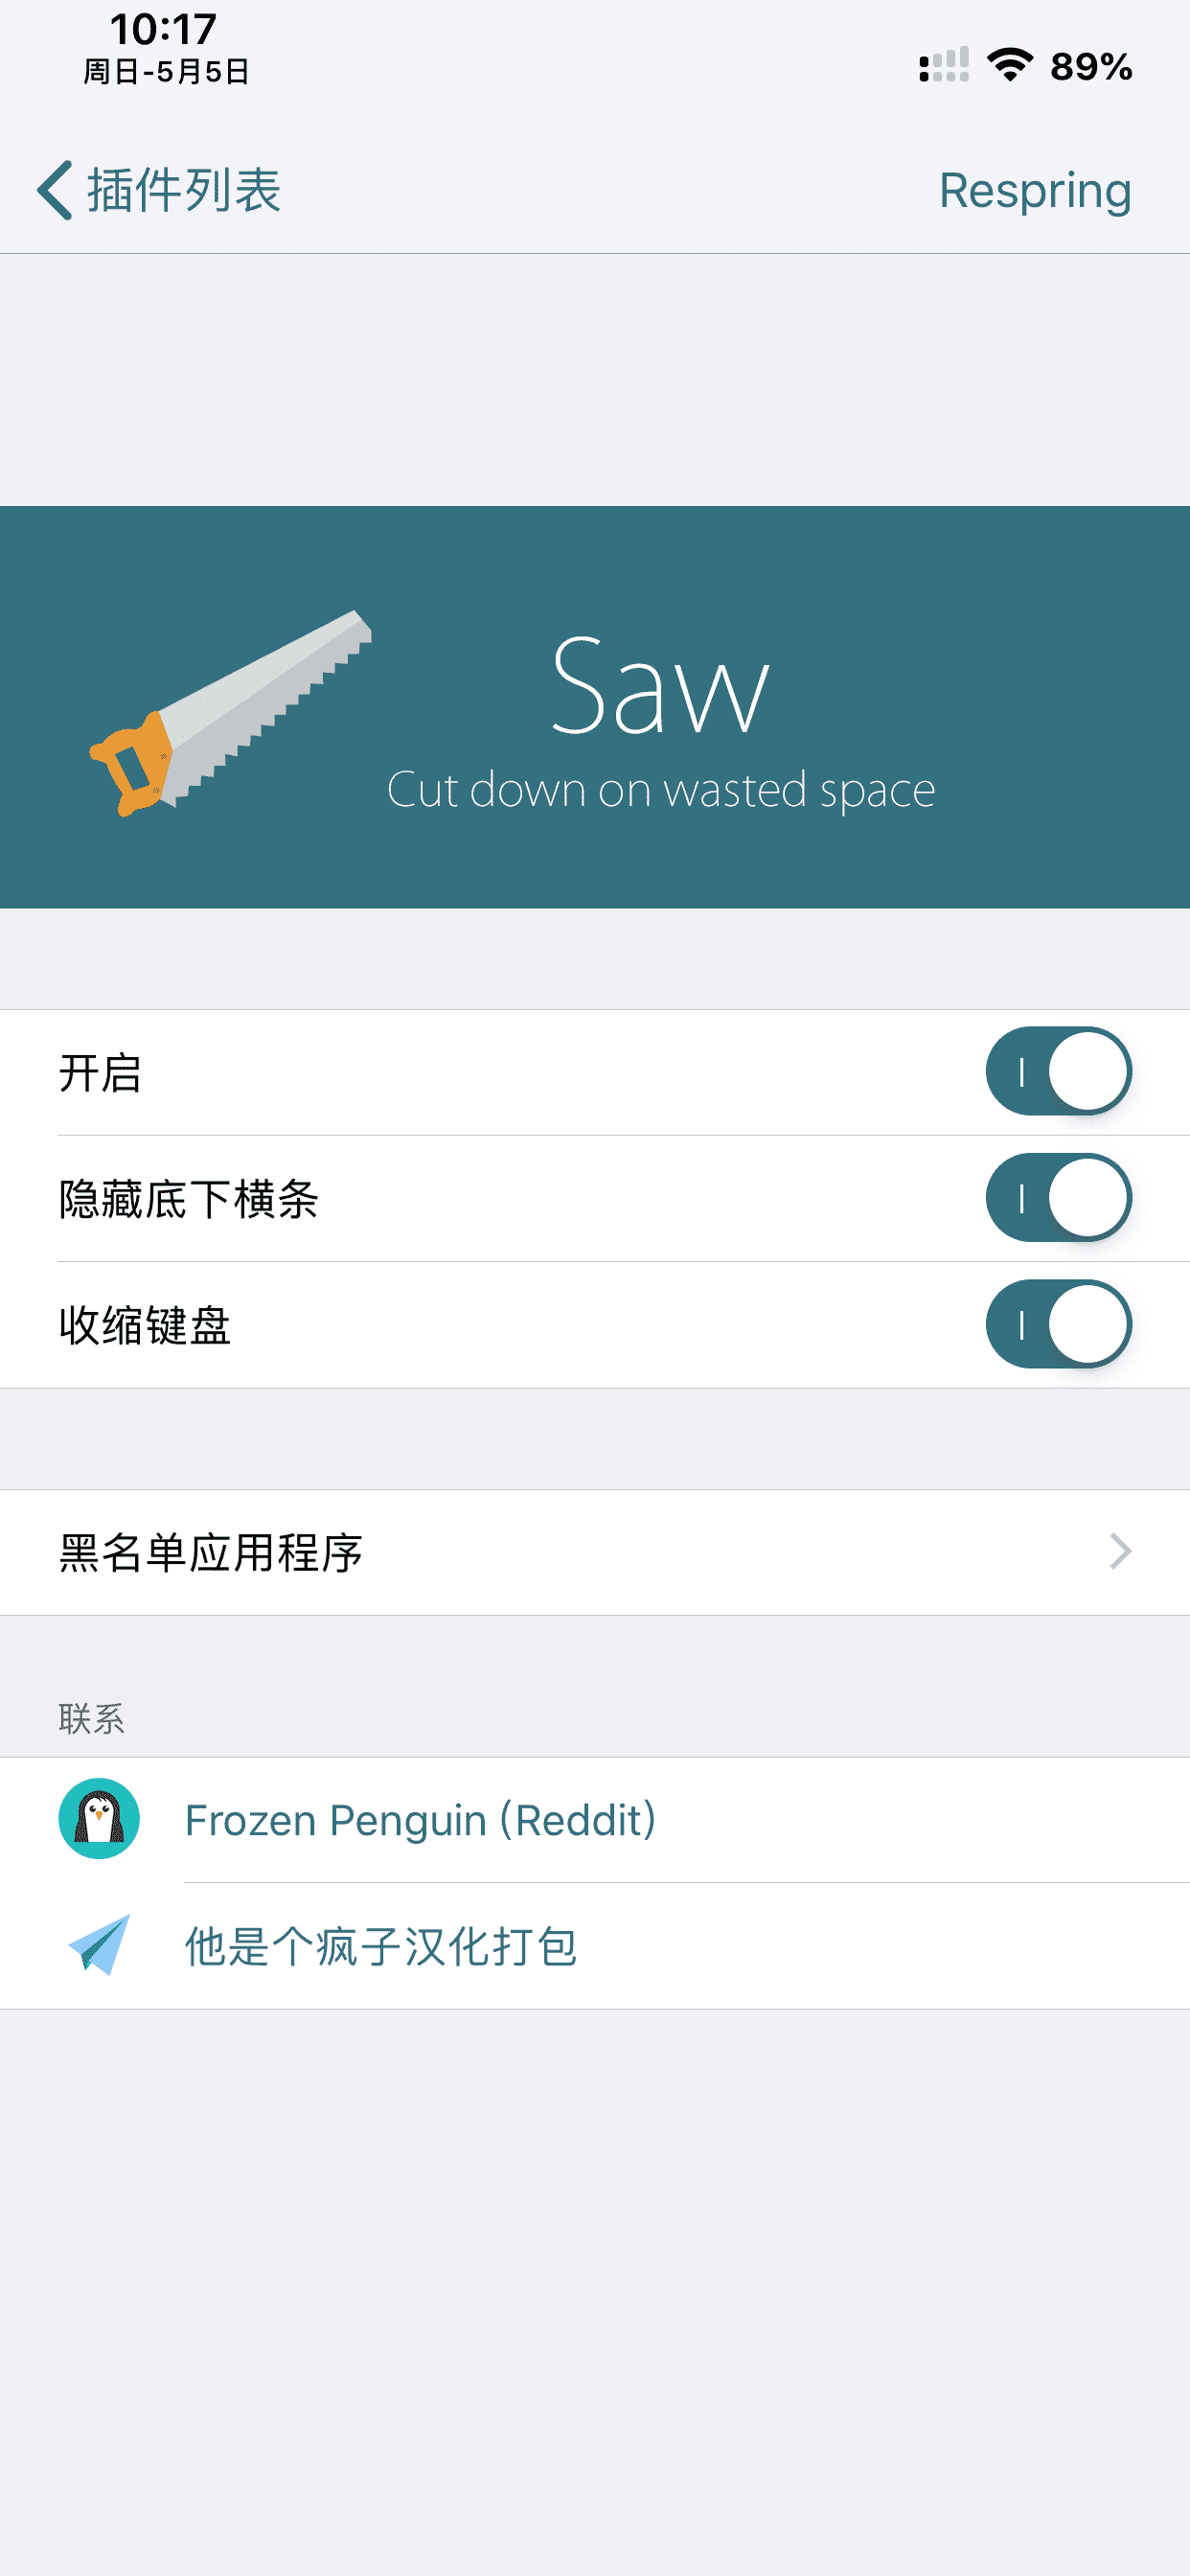 10:17
周日-5月5日
89%
插件列表
Respring
Saw
Cut down on wasted space
开启
隐藏底下横条
收缩键盘
黑名单应用程序
联系
Frozen Penguin (Reddit)
他是个疯子汉化打包